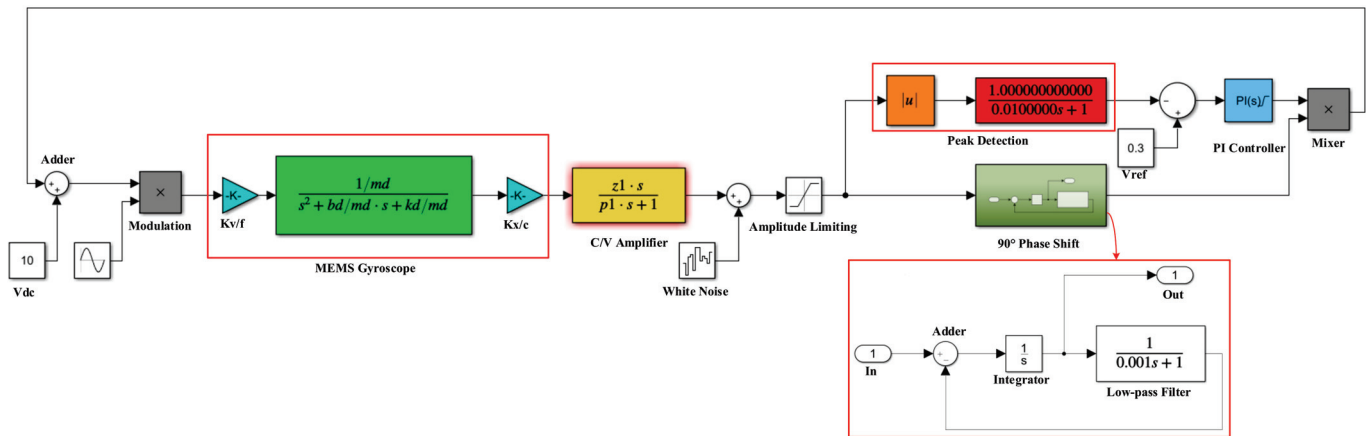 Adder
+
+
10
Vdc
×
Modulation
-K-
Kv/f
1/md
s² + bd/md · s + kd/md
-K-
Kx/c
MEMS Gyroscope
z1 · s
p1 · s + 1
C/V Amplifier
+
+
White Noise
Amplitude Limiting
|u|
1.000000000000
0.0100000s + 1
Peak Detection
−
+
0.3
Vref
PI(s)
PI Controller
×
Mixer
90° Phase Shift
1
Out
1
In
Adder
+
−
1
s
Integrator
1
0.001s + 1
Low-pass Filter